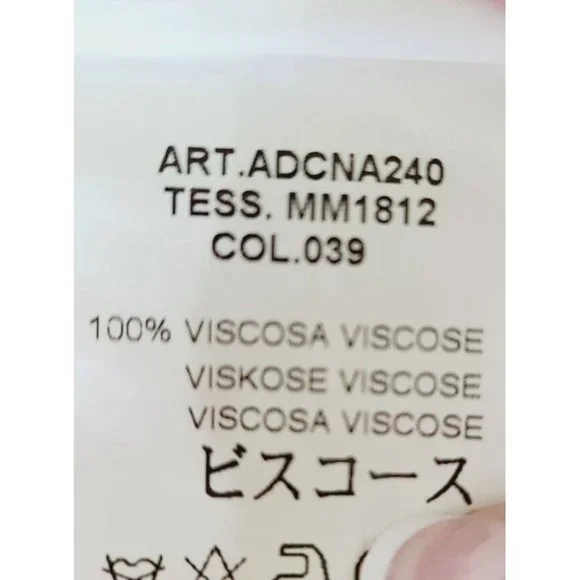 ART.ADCNA240
TESS. MM1812
COL.039
100% VISCOSA VISCOSE
VISKOSE VISCOSE
VISCOSA VISCOSE
ビスコース